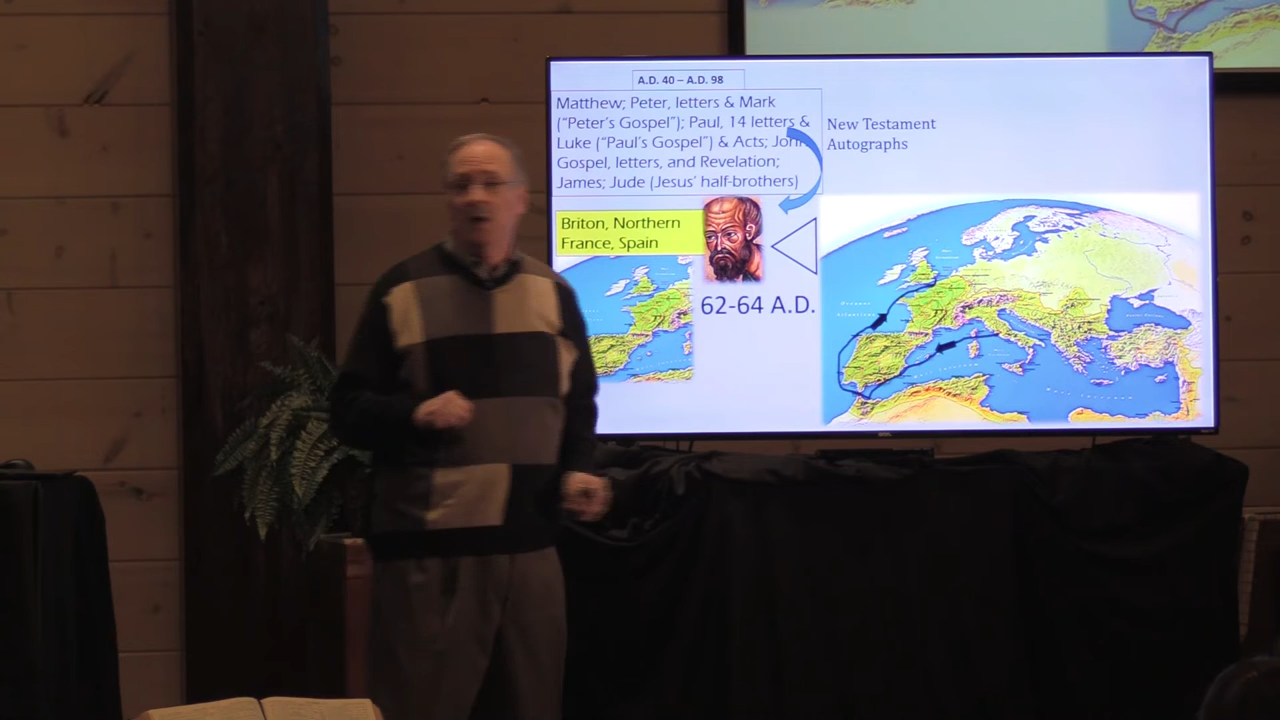 A.D. 40 – A.D. 98
Matthew; Peter, letters & Mark
("Peter's Gospel"); Paul, 14 letters &
Luke ("Paul's Gospel") & Acts; John
Gospel, letters, and Revelation;
James; Jude (Jesus' half-brothers)
New Testament
Autographs
Briton, Northern
France, Spain
62-64 A.D.